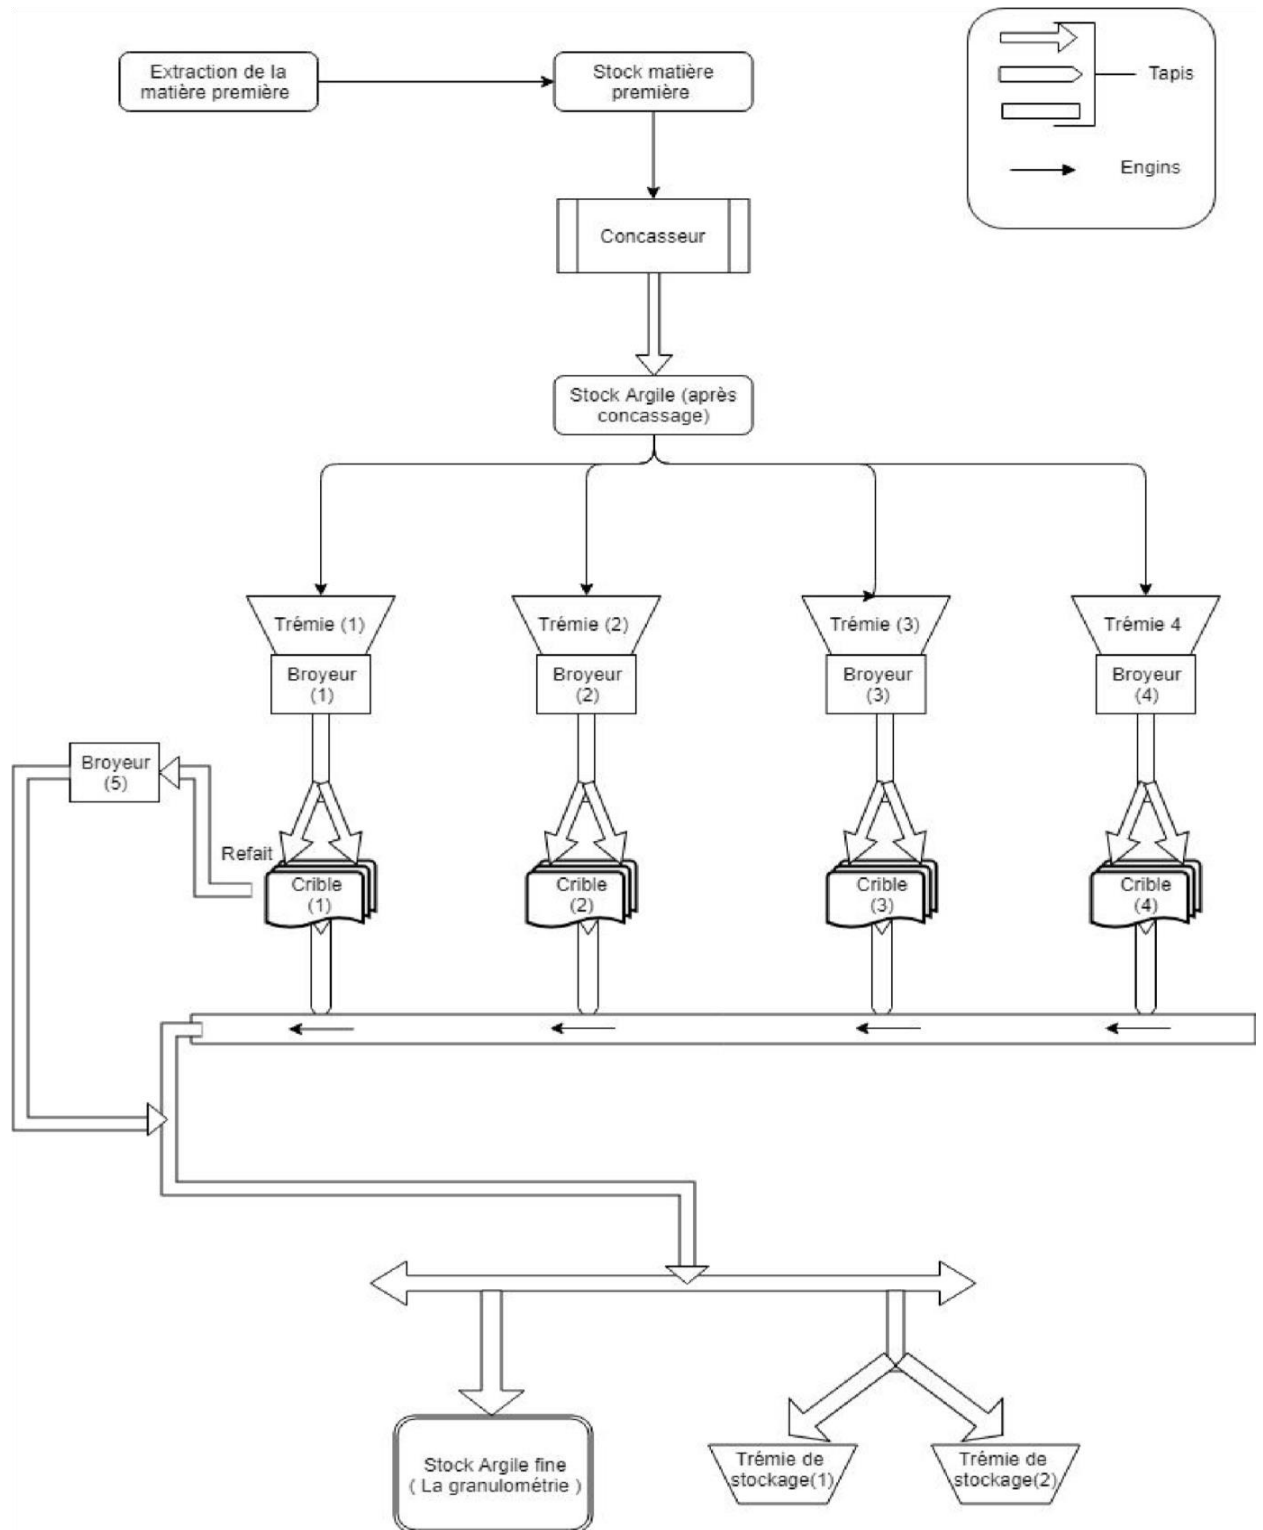 Extraction de la
matière première
Stock matière
première
Tapis
Engins
Concasseur
Stock Argile (après
concassage)
Trémie (1)
Trémie (2)
Trémie (3)
Trémie 4
Broyeur
(1)
Broyeur
(2)
Broyeur
(3)
Broyeur
(4)
Broyeur
(5)
Refait
Crible
(1)
Crible
(2)
Crible
(3)
Crible
(4)
Stock Argile fine
( La granulométrie )
Trémie de
stockage(1)
Trémie de
stockage(2)